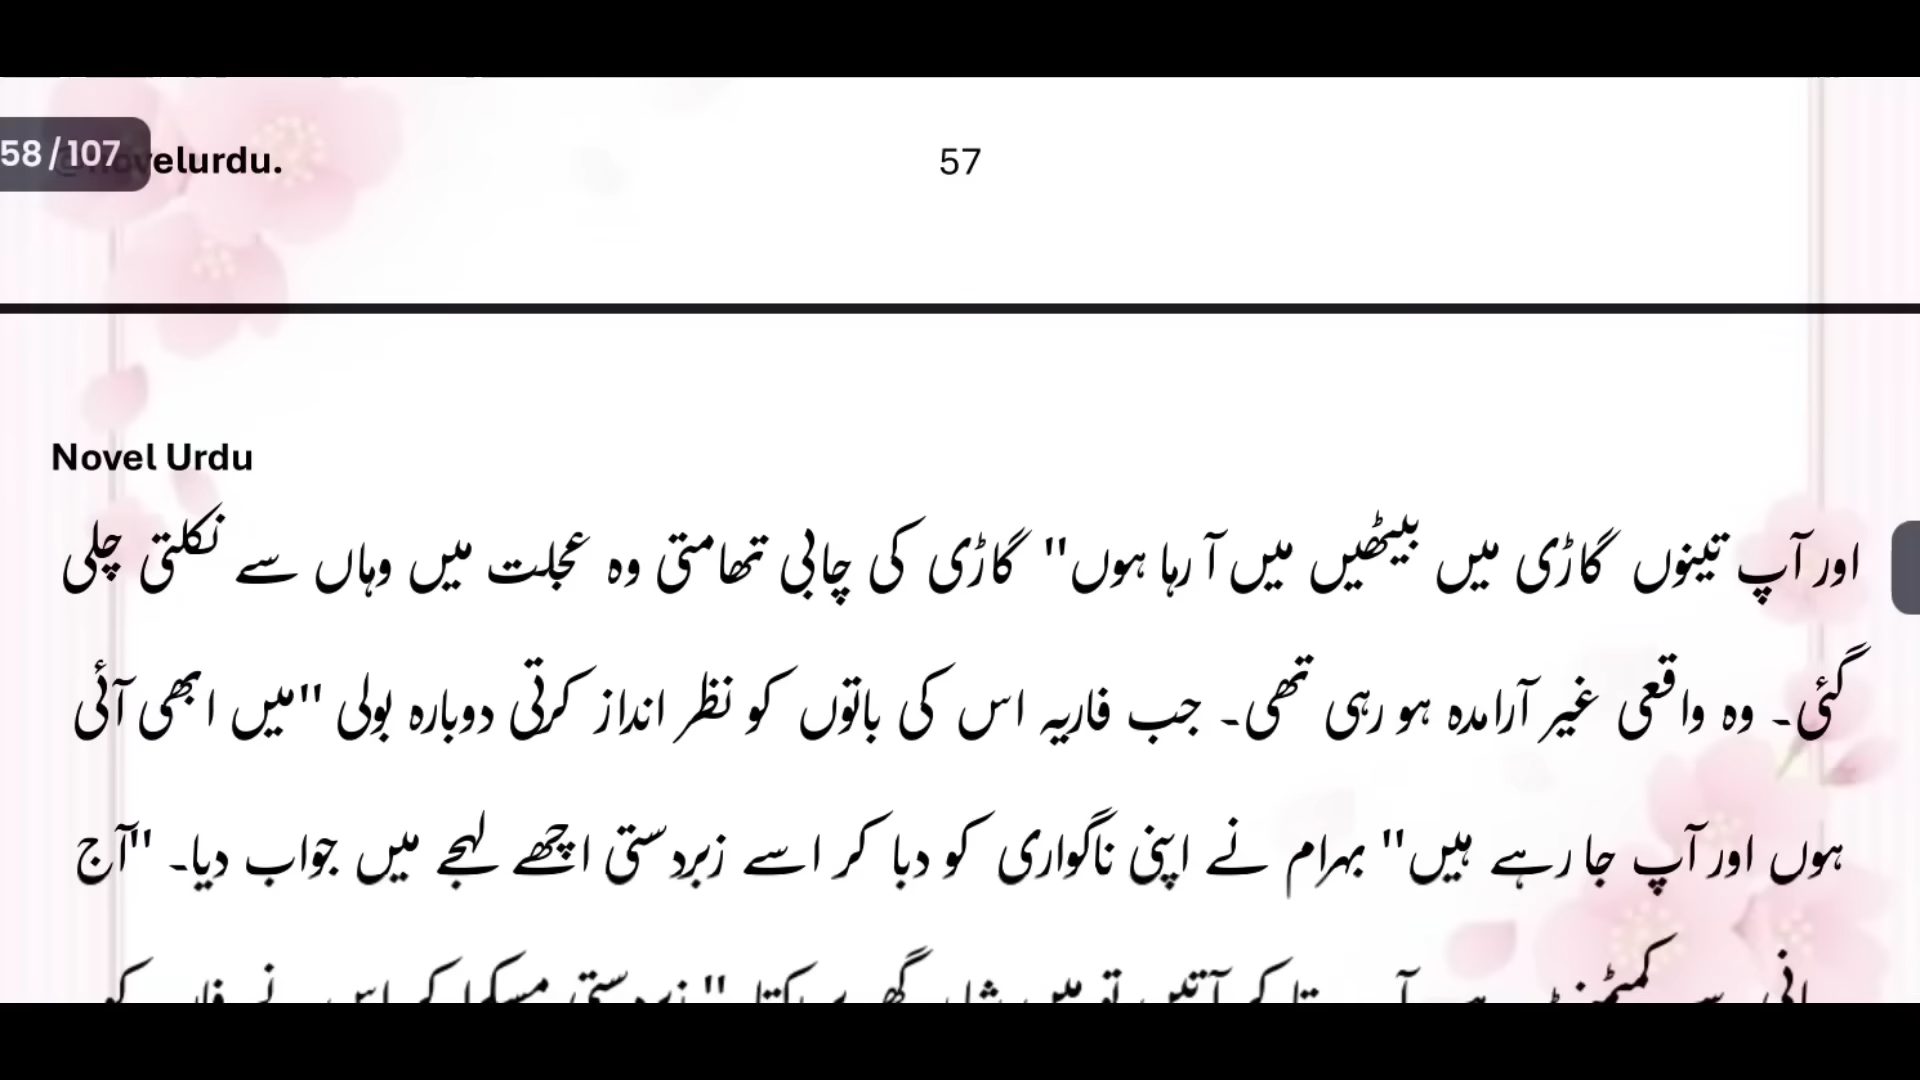 58/107
velurdu.
57
Novel Urdu
اور آپ تینوں گاڑی میں بیٹھیں میں آ رہا ہوں" گاڑی کی چابی تھامتی وہ عجلت میں وہاں سے نکلتی چلی
گئی۔ وہ واقعی غیر آرامدہ ہو رہی تھی۔ جب فاریہ اس کی باتوں کو نظر انداز کرتی دوبارہ بولی "میں ابھی آئی
ہوں اور آپ جا رہے ہیں" بہرام نے اپنی ناگواری کو دبا کر اسے زبردستی اچھے لہجے میں جواب دیا۔ "آج